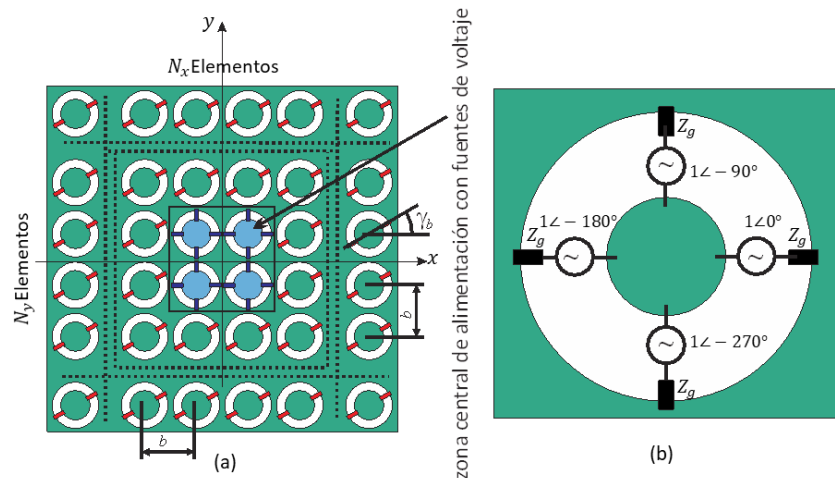 y
N_x Elementos
N_y Elementos
γ_b
x
b
b
(a)
zona central de alimentación con fuentes de voltaje
Z_g
1∠−90°
1∠−180°
Z_g
1∠0°
Z_g
1∠−270°
Z_g
(b)